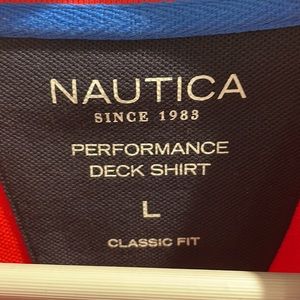 NAUTICA
SINCE 1983
PERFORMANCE
DECK SHIRT
L
CLASSIC FIT